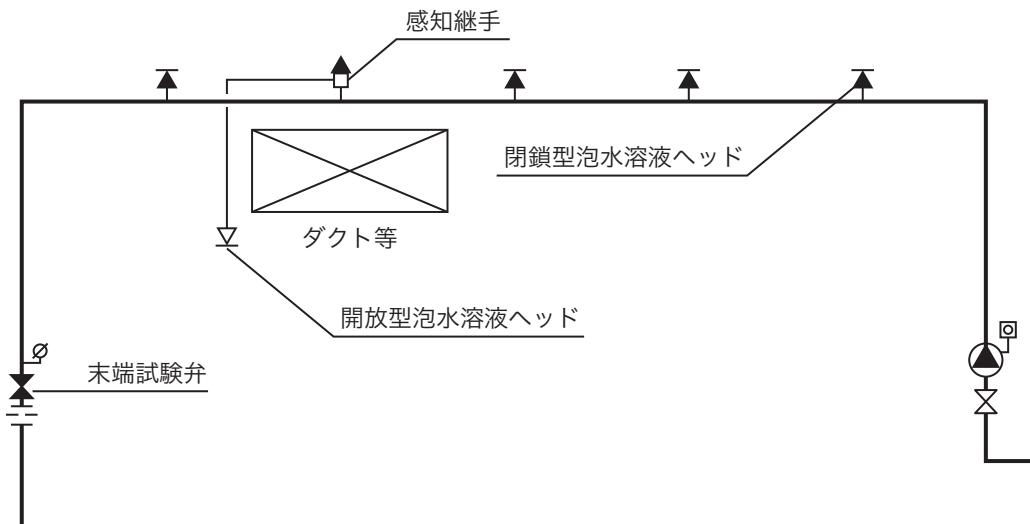 感知継手
閉鎖型泡水溶液ヘッド
ダクト等
開放型泡水溶液ヘッド
末端試験弁